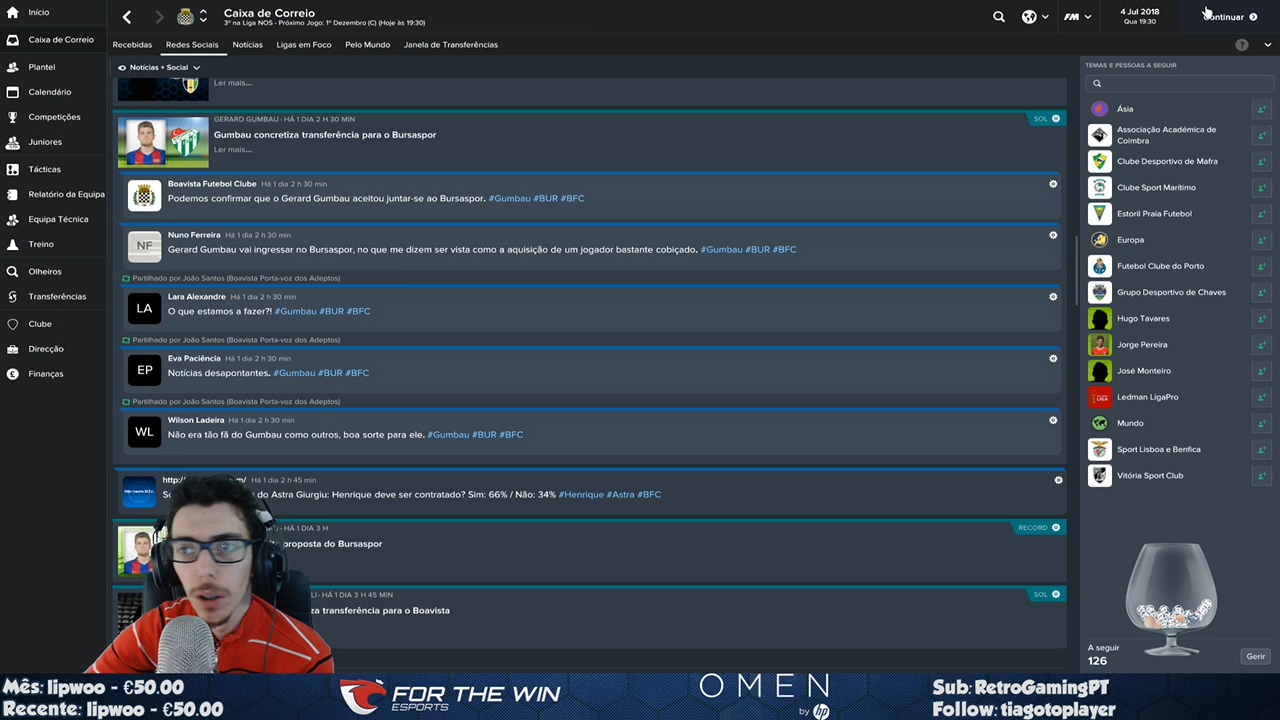 Início
Caixa de Correio
Plantel
Calendário
Competições
Juniores
Tácticas
Relatório da Equipa
Equipa Técnica
Treino
Olheiros
Transferências
Clube
Direcção
Finanças
Caixa de Correio
3º na Liga NOS - Próximo Jogo: 1º Dezembro (C) (Hoje às 19:30)
FM
4 Jul 2018
Qua 19:30
Continuar
Recebidas
Redes Sociais
Notícias
Ligas em Foco
Pelo Mundo
Janela de Transferências
Notícias + Social
Ler mais...
GERARD GUMBAU - HÁ 1 DIA 2 H 30 MIN
SOL
Gumbau concretiza transferência para o Bursaspor
Ler mais...
Boavista Futebol Clube Há 1 dia 2 h 30 min
Podemos confirmar que o Gerard Gumbau aceitou juntar-se ao Bursaspor. #Gumbau #BUR #BFC
NF
Nuno Ferreira Há 1 dia 2 h 30 min
Gerard Gumbau vai ingressar no Bursaspor, no que me dizem ser vista como a aquisição de um jogador bastante cobiçado. #Gumbau #BUR #BFC
Partilhado por João Santos (Boavista Porta-voz dos Adeptos)
LA
Lara Alexandre Há 1 dia 2 h 30 min
O que estamos a fazer?! #Gumbau #BUR #BFC
Partilhado por João Santos (Boavista Porta-voz dos Adeptos)
EP
Eva Paciência Há 1 dia 2 h 30 min
Notícias desapontantes. #Gumbau #BUR #BFC
Partilhado por João Santos (Boavista Porta-voz dos Adeptos)
WL
Wilson Ladeira Há 1 dia 2 h 30 min
Não era tão fã do Gumbau como outros, boa sorte para ele. #Gumbau #BUR #BFC
Há 1 dia 2 h 45 min
do Astra Giurgiu: Henrique deve ser contratado? Sim: 66% / Não: 34% #Henrique #Astra #BFC
- HÁ 1 DIA 3 H
RECORD
proposta do Bursaspor
- HÁ 1 DIA 3 H 45 MIN
SOL
transferência para o Boavista
TEMAS E PESSOAS A SEGUIR
Ásia
Associação Académica de
Coimbra
Clube Desportivo de Mafra
Clube Sport Marítimo
Estoril Praia Futebol
Europa
Futebol Clube do Porto
Grupo Desportivo de Chaves
Hugo Tavares
Jorge Pereira
José Monteiro
Ledman LigaPro
Mundo
Sport Lisboa e Benfica
Vitória Sport Clube
A seguir
126
Gerir
Mês: lipwoo - €50.00
Recente: lipwoo - €50.00
FOR THE WIN
ESPORTS
OMEN
by hp
Sub: RetroGamingPT
Follow: tiagotoplayer